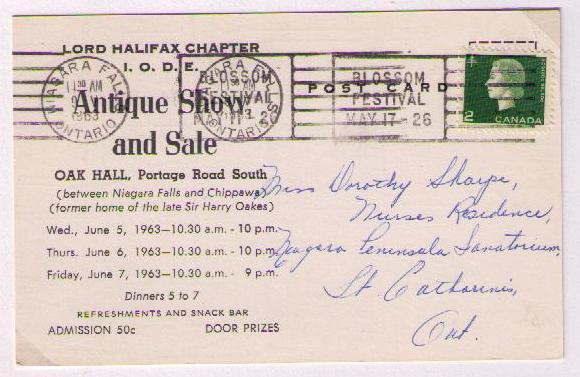 LORD HALIFAX CHAPTER
I. O. D. E.
Antique Show
and Sale
OAK HALL, Portage Road South
(between Niagara Falls and Chippawa)
(former home of the late Sir Harry Oakes)
Wed., June 5, 1963—10.30 a.m. - 10 p.m.
Thurs. June 6, 1963—10.30 a.m. - 10 p.m.
Friday, June 7, 1963—10.30 a.m. - 9 p.m.
Dinners 5 to 7
REFRESHMENTS AND SNACK BAR
ADMISSION 50c DOOR PRIZES
NIAGARA FALLS
1963
ONTARIO
BLOSSOM
FESTIVAL
ONTARIO
POST CARD
BLOSSOM
FESTIVAL
MAY 17-26
2 CANADA
Miss Dorothy Sharpe,
Nurses Residence,
Niagara Peninsula Sanatorium,
St. Catharines,
Ont.